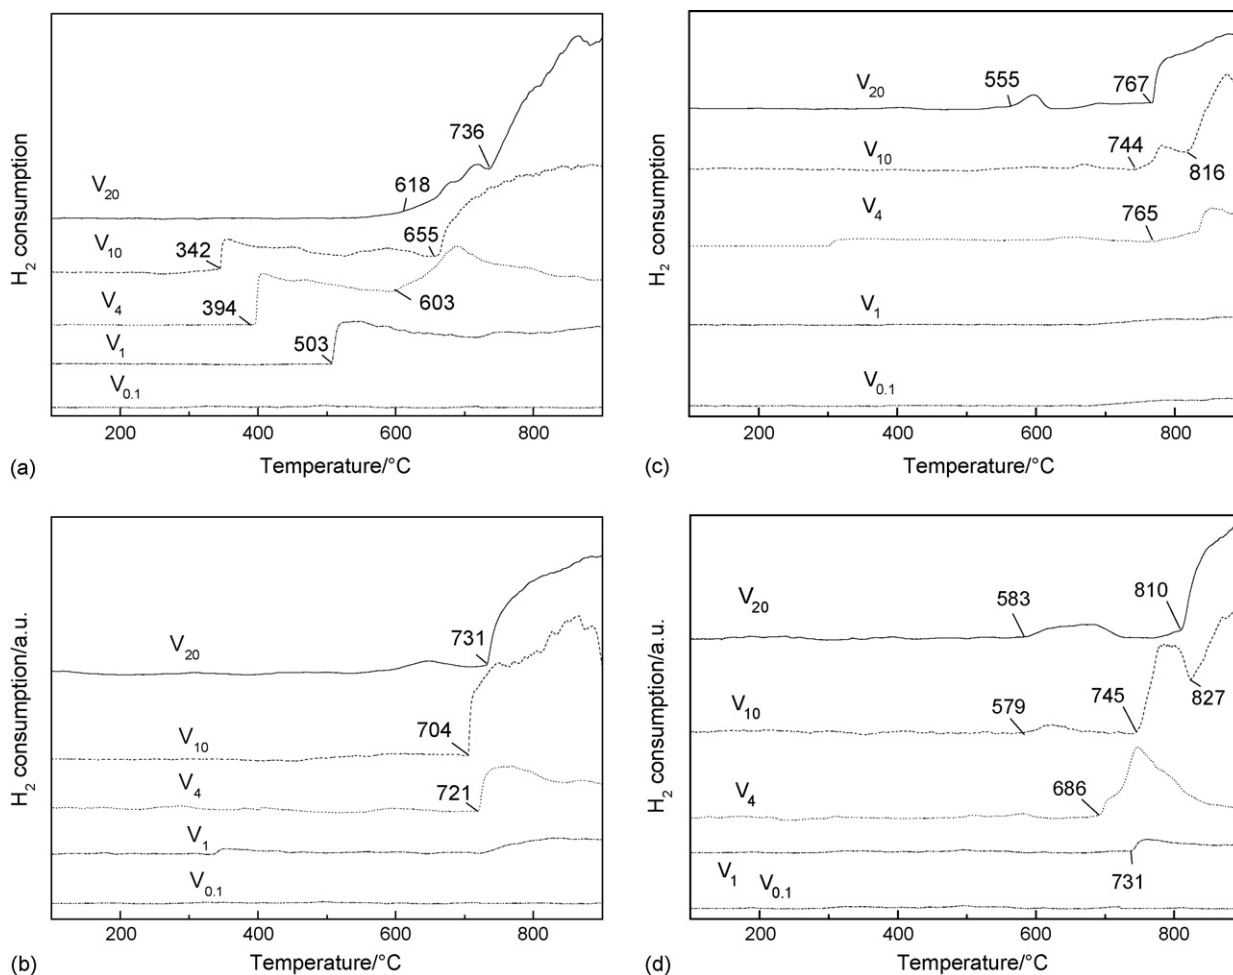 H2 consumption
V20
V10
V4
V1
V0.1
736
618
655
342
394
603
503
200 400 600 800
Temperature/°C
(a)
H2 consumption
V20
V10
V4
V1
V0.1
555
767
744
816
765
200 400 600 800
Temperature/°C
(c)
H2 consumption/a.u.
V20
V10
V4
V1
V0.1
731
704
721
200 400 600 800
Temperature/°C
(b)
H2 consumption/a.u.
V20
V10
V4
V1 V0.1
583
810
579
745
827
686
731
200 400 600 800
Temperature/°C
(d)